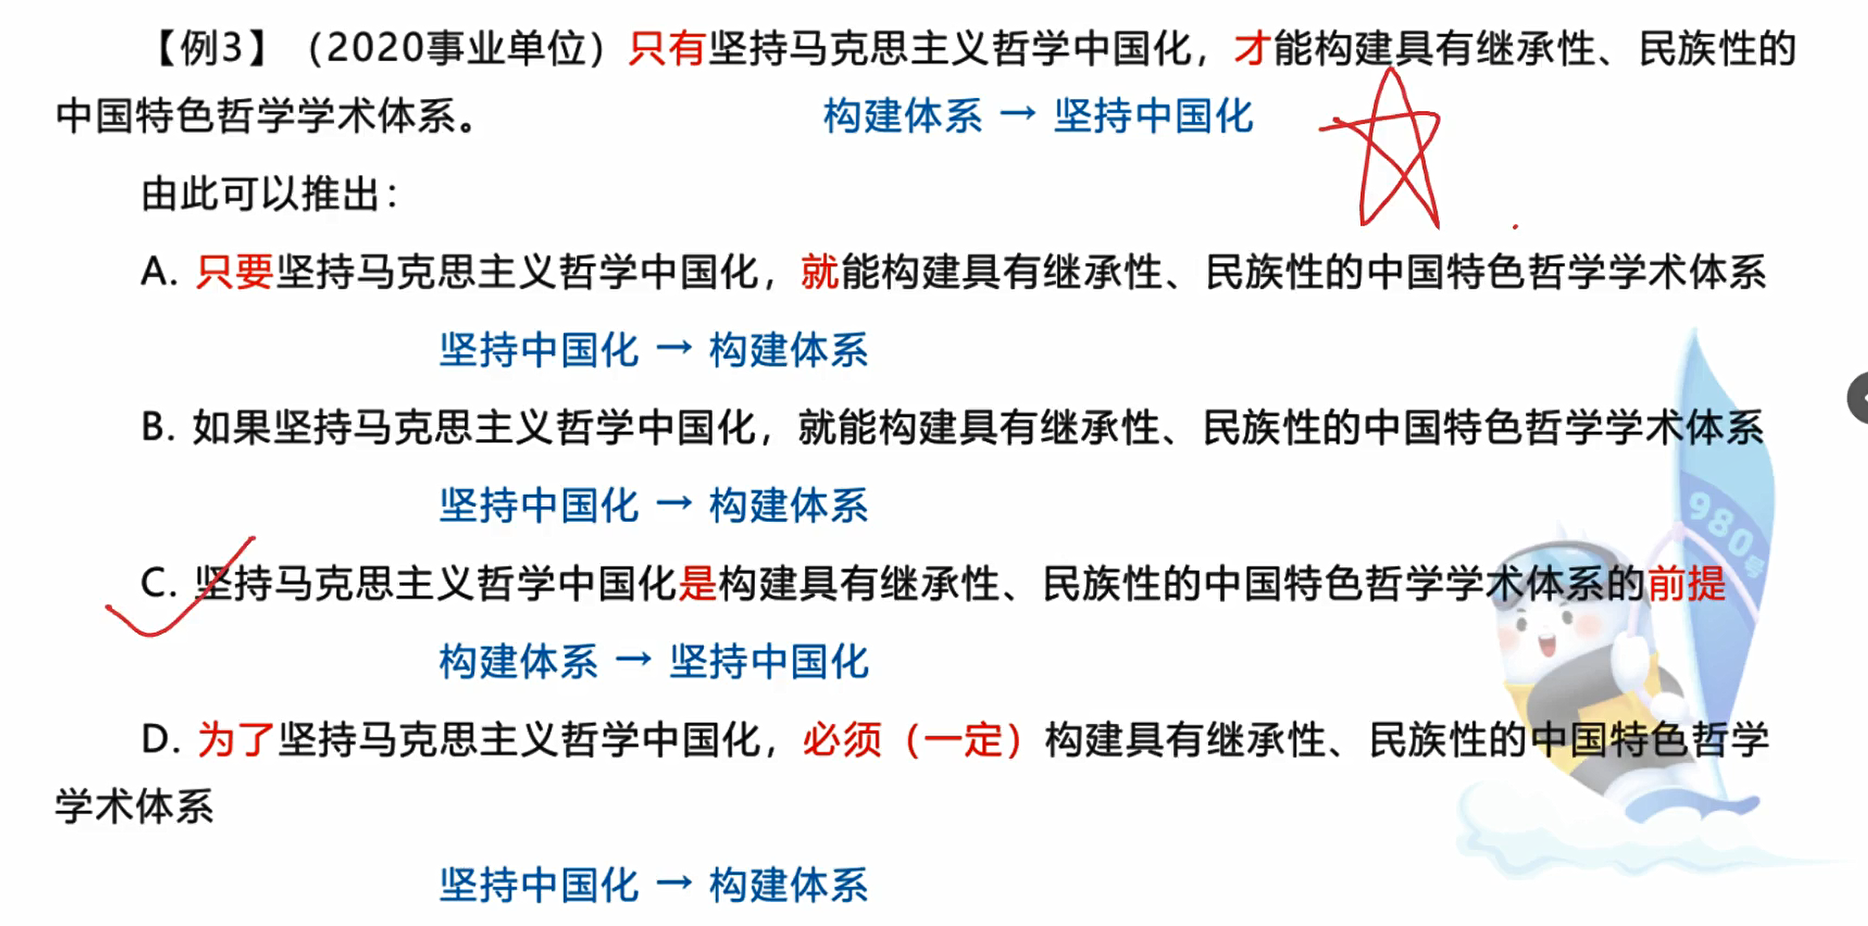 【例3】（2020事业单位）只有坚持马克思主义哲学中国化，才能构建具有继承性、民族性的
中国特色哲学学术体系。 构建体系 → 坚持中国化
由此可以推出：
A. 只要坚持马克思主义哲学中国化，就能构建具有继承性、民族性的中国特色哲学学术体系
坚持中国化 → 构建体系
B. 如果坚持马克思主义哲学中国化，就能构建具有继承性、民族性的中国特色哲学学术体系
坚持中国化 → 构建体系
980号
C. 坚持马克思主义哲学中国化是构建具有继承性、民族性的中国特色哲学学术体系的前提
构建体系 → 坚持中国化
D. 为了坚持马克思主义哲学中国化，必须（一定）构建具有继承性、民族性的中国特色哲学
学术体系
坚持中国化 → 构建体系